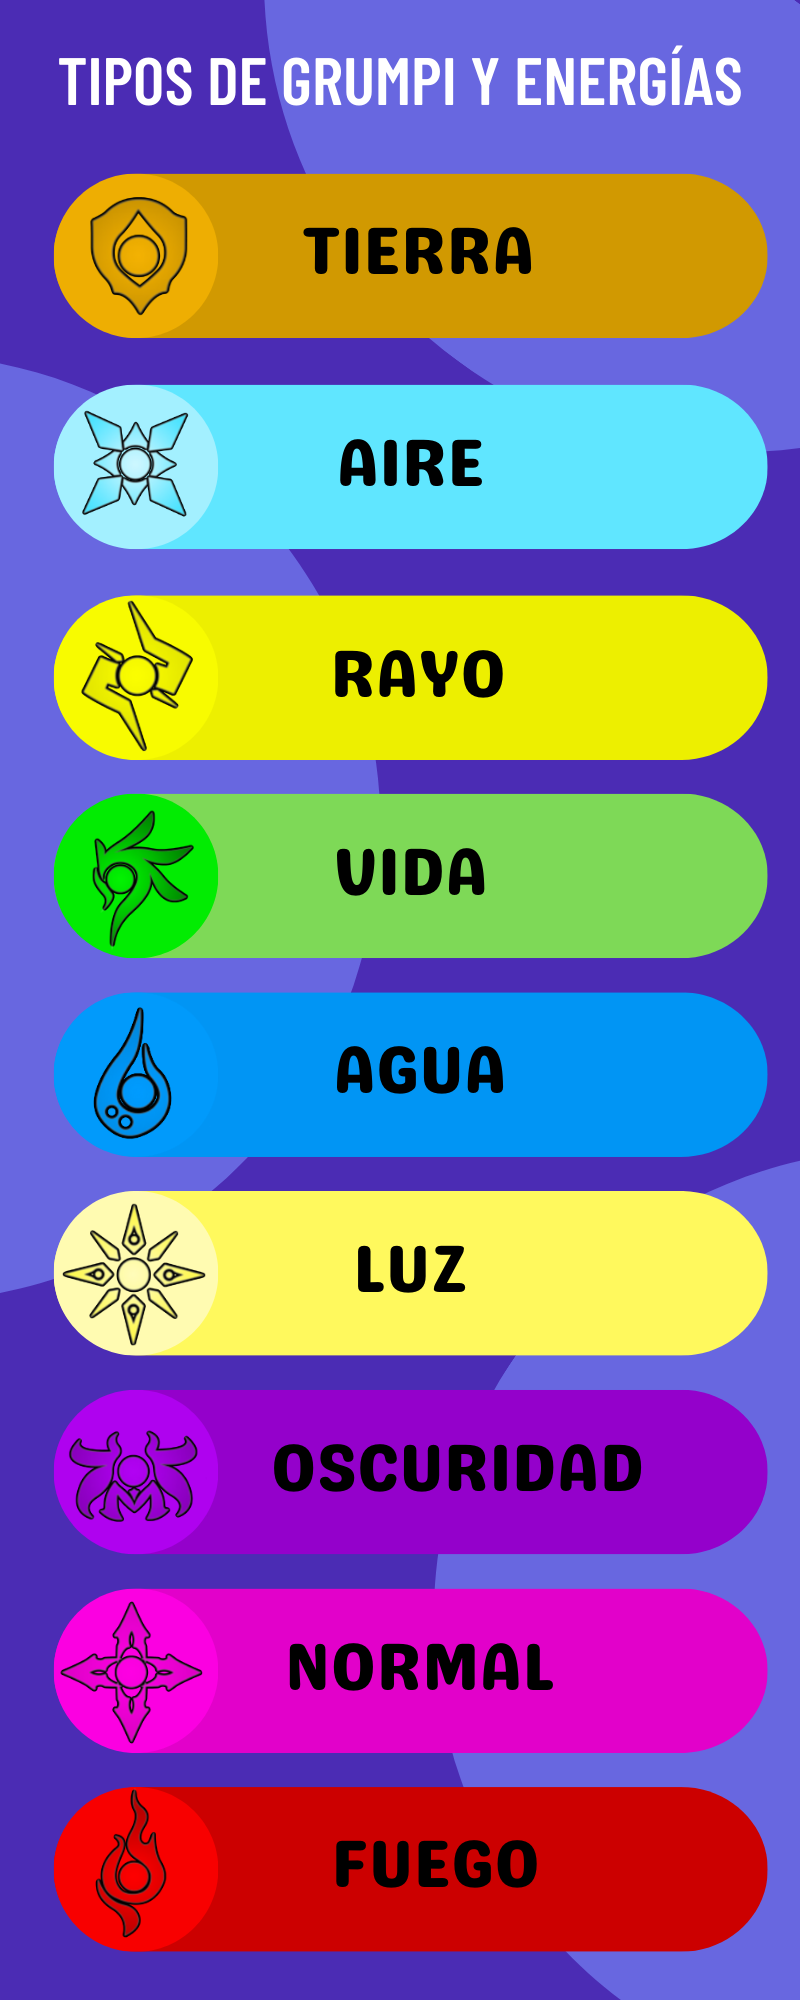 TIPOS DE GRUMPI Y ENERGÍAS
TIERRA
AIRE
RAYO
VIDA
AGUA
LUZ
OSCURIDAD
NORMAL
FUEGO